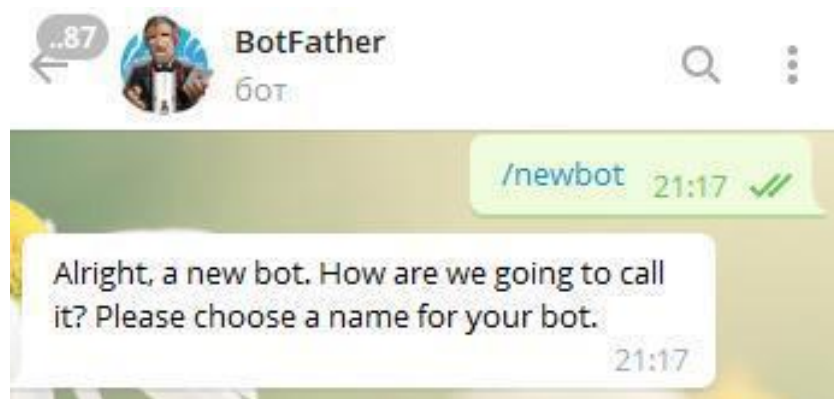 ..87
BotFather
бот
/newbot 21:17
Alright, a new bot. How are we going to call
it? Please choose a name for your bot.
21:17